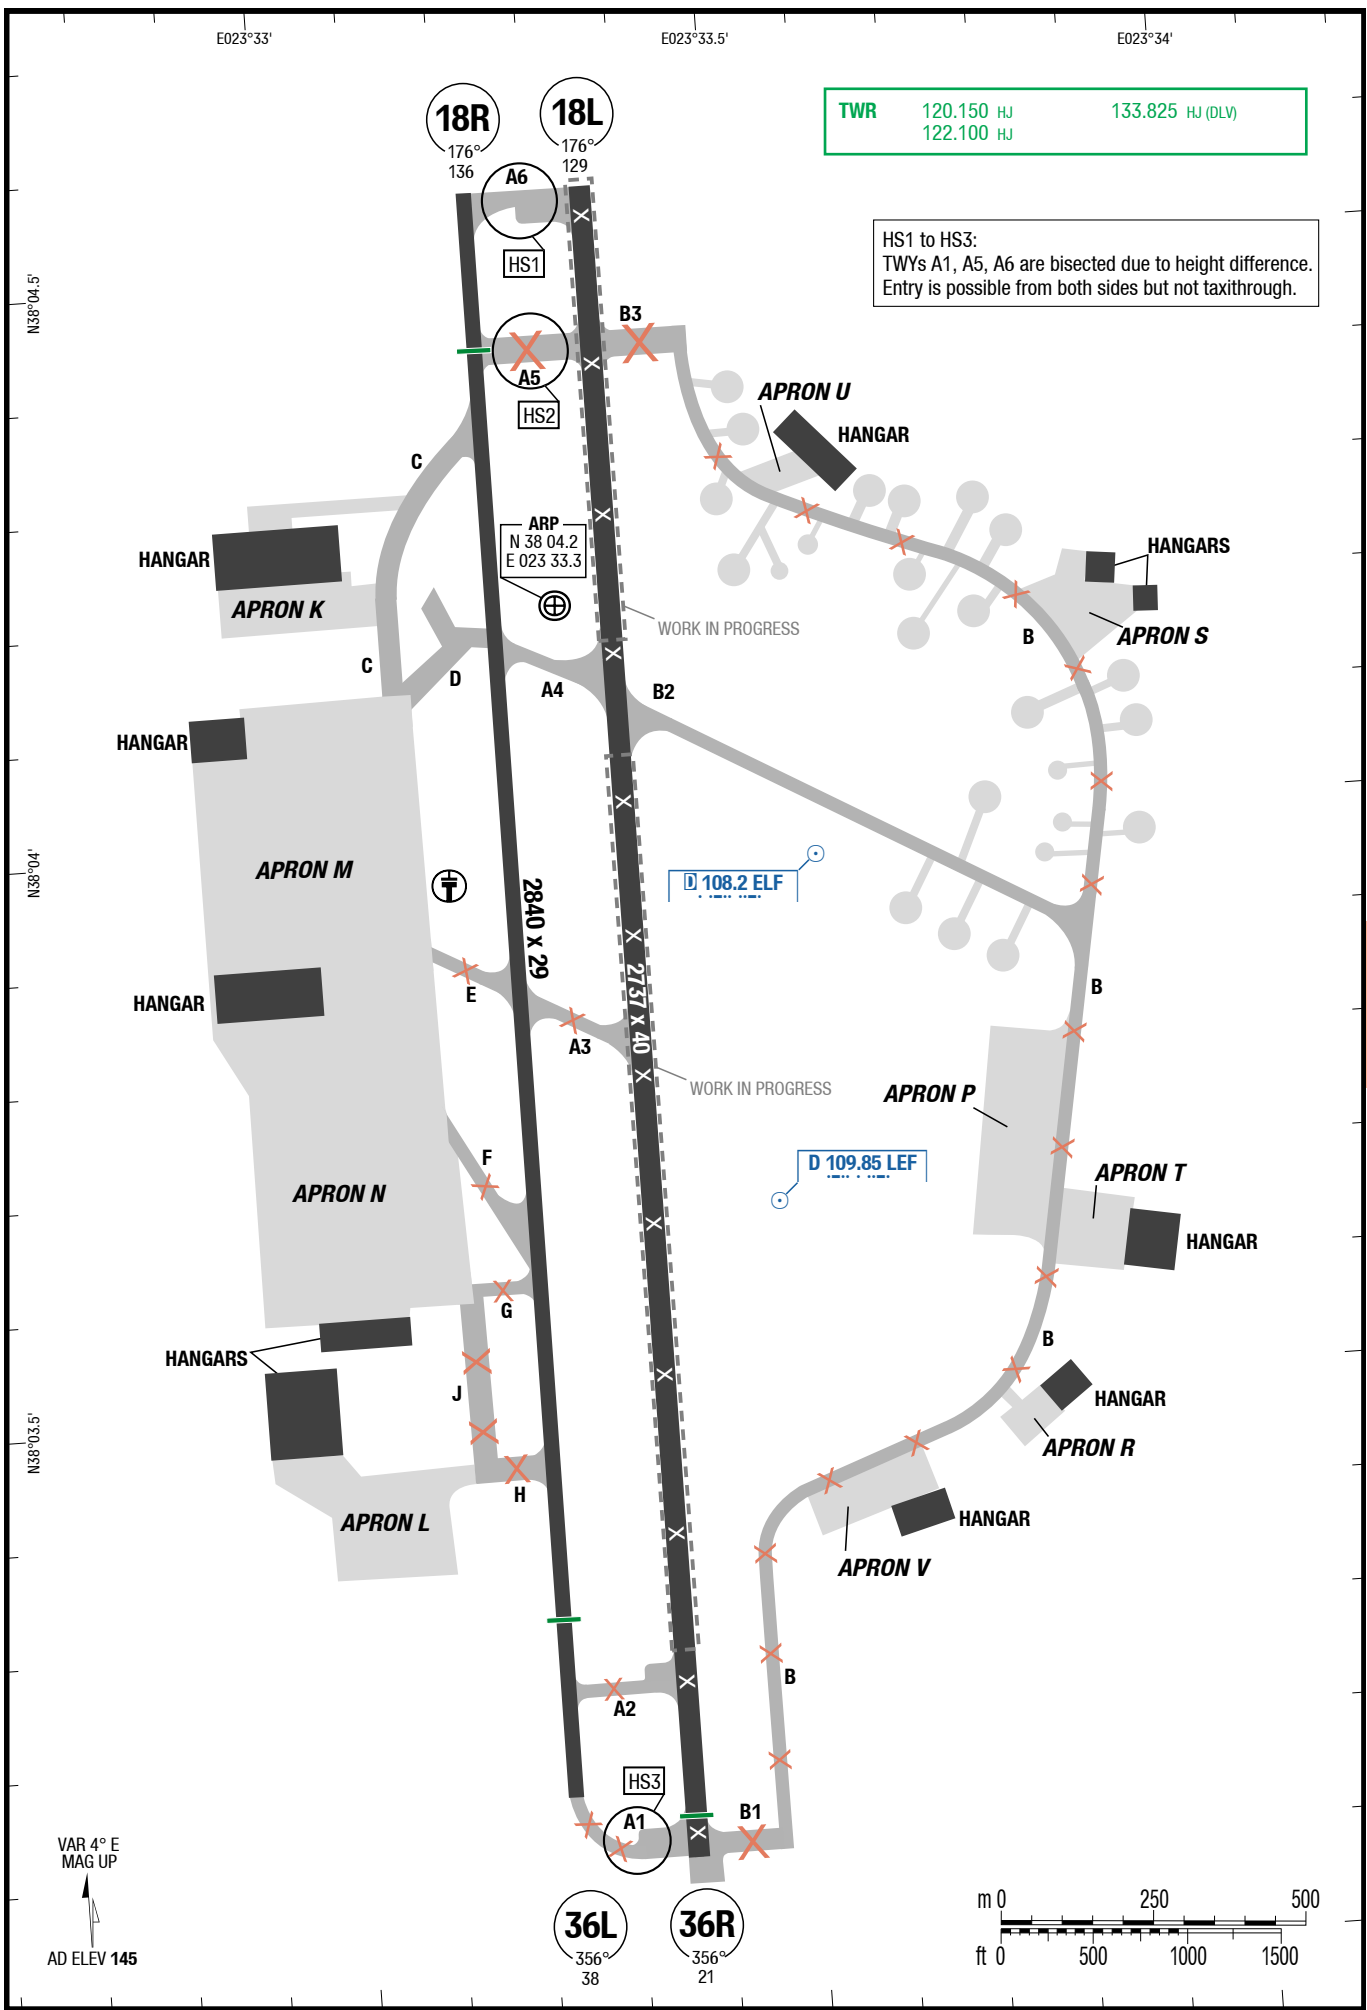 E023°33'
E023°33.5'
E023°34'
18R
176°
136
18L
176°
129
TWR 120.150 HJ 133.825 HJ (DLV)
122.100 HJ
A6
HS1
HS1 to HS3:
TWYs A1, A5, A6 are bisected due to height difference.
Entry is possible from both sides but not taxithrough.
N38°04.5'
B3
A5
HS2
APRON U
HANGAR
C
ARP
N 38 04.2
E 023 33.3
HANGAR
HANGARS
APRON K
WORK IN PROGRESS
B
APRON S
C
D
A4
B2
HANGAR
APRON M
N38°04'
D 108.2 ELF
2840 x 29
2737 x 40
HANGAR
E
B
A3
WORK IN PROGRESS
APRON P
F
D 109.85 LEF
APRON T
APRON N
HANGAR
G
HANGARS
B
J
HANGAR
N38°03.5'
APRON R
H
APRON L
HANGAR
APRON V
B
A2
HS3
A1
B1
VAR 4° E
MAG UP
AD ELEV 145
36L
356°
38
36R
356°
21
m 0 250 500
ft 0 500 1000 1500